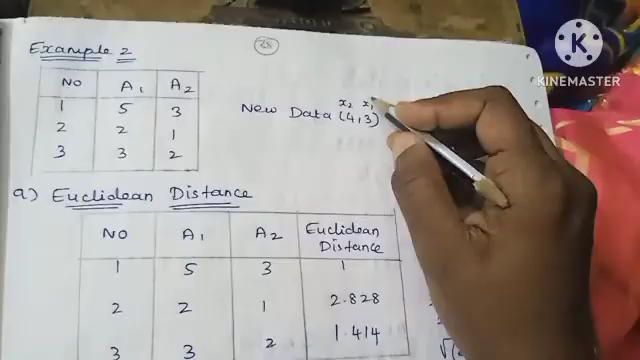 Example 2
28
NO A1 A2
1 5 3
2 2 1
3 3 2
x2 x1
New Data (4,3)
a) Euclidean Distance
NO A1 A2 Euclidean Distance
1 5 3 1
2 2 1 2.828
3 3 2 1.414
KINEMASTER